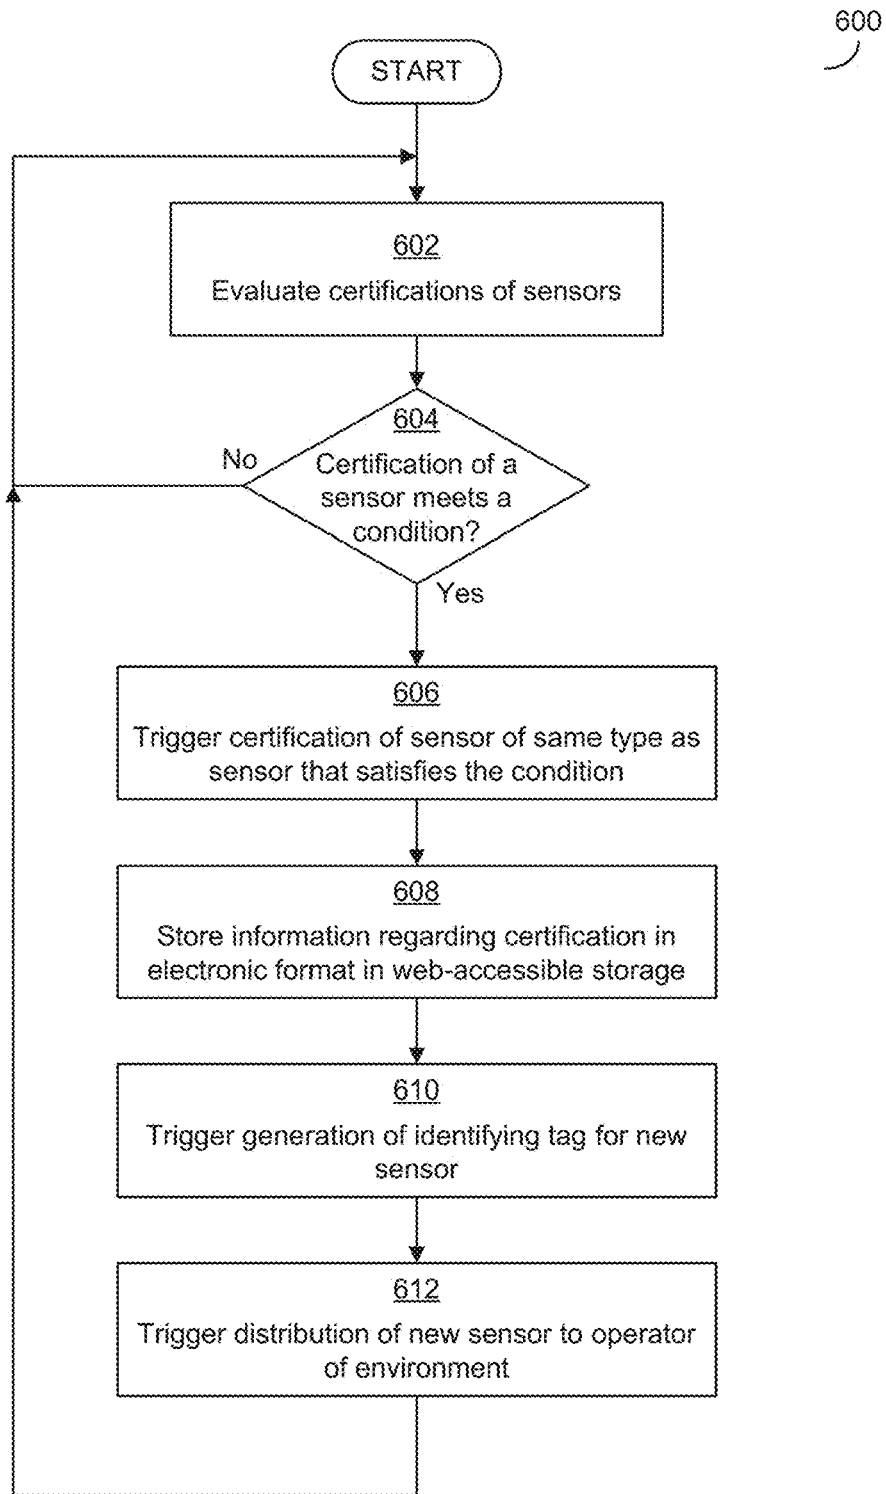 600
START
602
Evaluate certifications of sensors
604
Certification of a
sensor meets a
condition?
No
Yes
606
Trigger certification of sensor of same type as
sensor that satisfies the condition
608
Store information regarding certification in
electronic format in web-accessible storage
610
Trigger generation of identifying tag for new
sensor
612
Trigger distribution of new sensor to operator
of environment